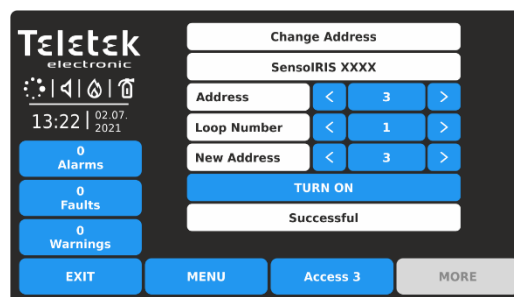 Teletek
electronic
13:22 02.07.
2021
0
Alarms
0
Faults
0
Warnings
Change Address
SensoIRIS XXXX
Address < 3 >
Loop Number < 1 >
New Address < 3 >
TURN ON
Successful
EXIT MENU Access 3 MORE